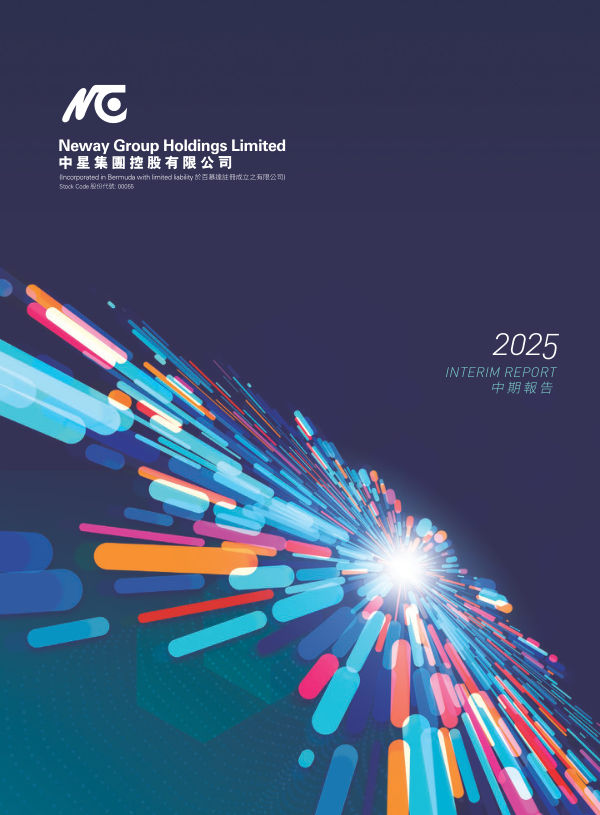 Neway Group Holdings Limited
中星集團控股有限公司
(Incorporated in Bermuda with limited liability 於百慕達註冊成立之有限公司)
Stock Code 股份代號: 00055
2025
INTERIM REPORT
中期報告